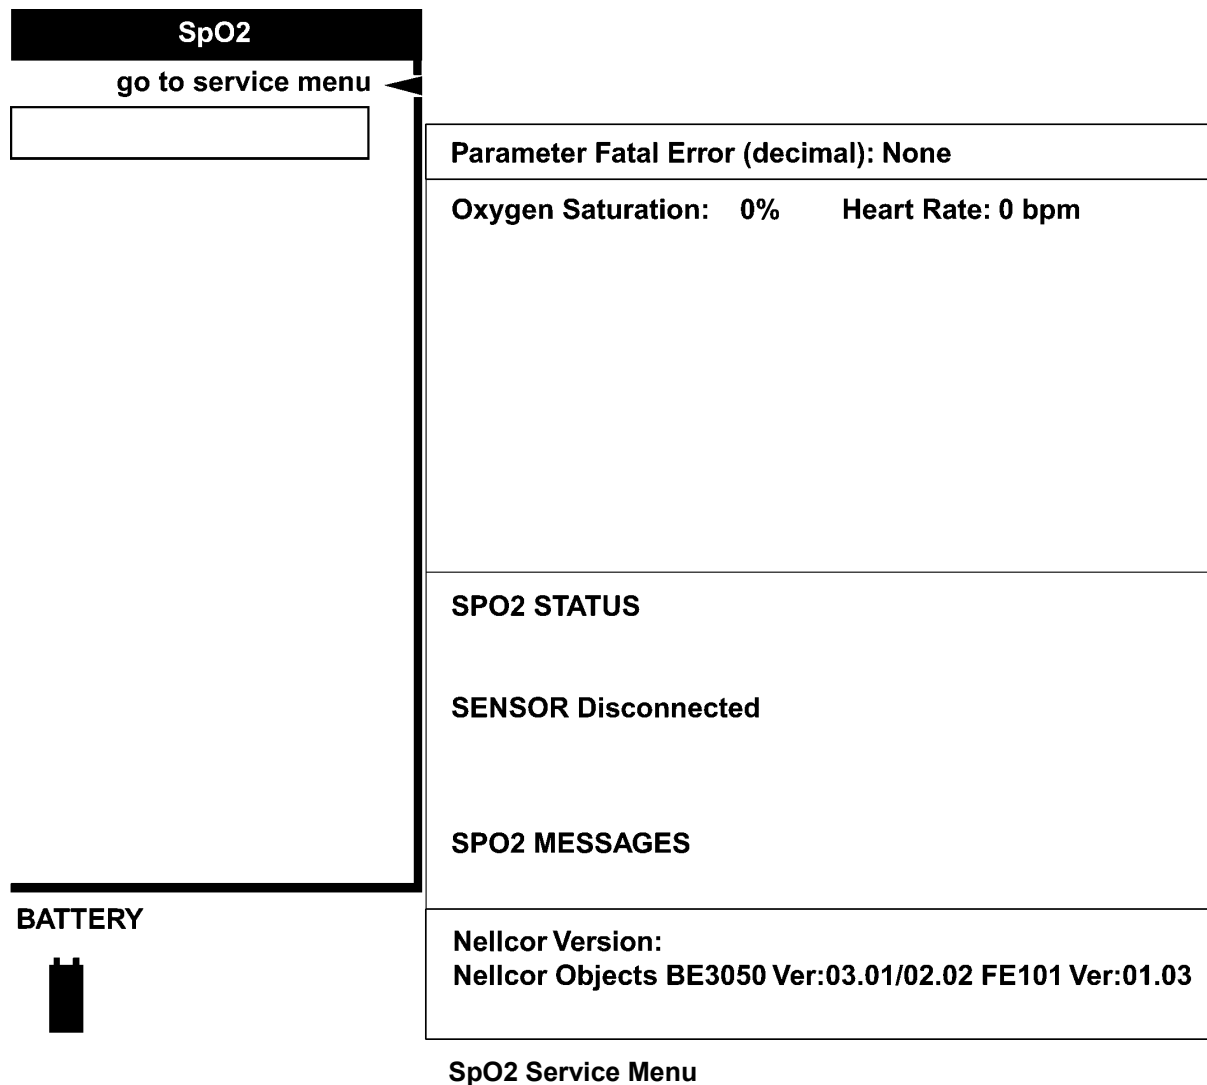 SpO2
go to service menu
Parameter Fatal Error (decimal): None
Oxygen Saturation: 0% Heart Rate: 0 bpm
SPO2 STATUS
SENSOR Disconnected
SPO2 MESSAGES
BATTERY
Nellcor Version:
Nellcor Objects BE3050 Ver:03.01/02.02 FE101 Ver:01.03
SpO2 Service Menu